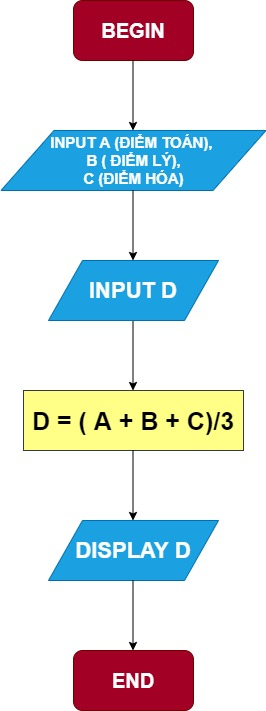 BEGIN
INPUT A (ĐIỂM TOÁN),
B ( ĐIỂM LÝ),
C (ĐIỂM HÓA)
INPUT D
D = ( A + B + C)/3
DISPLAY D
END